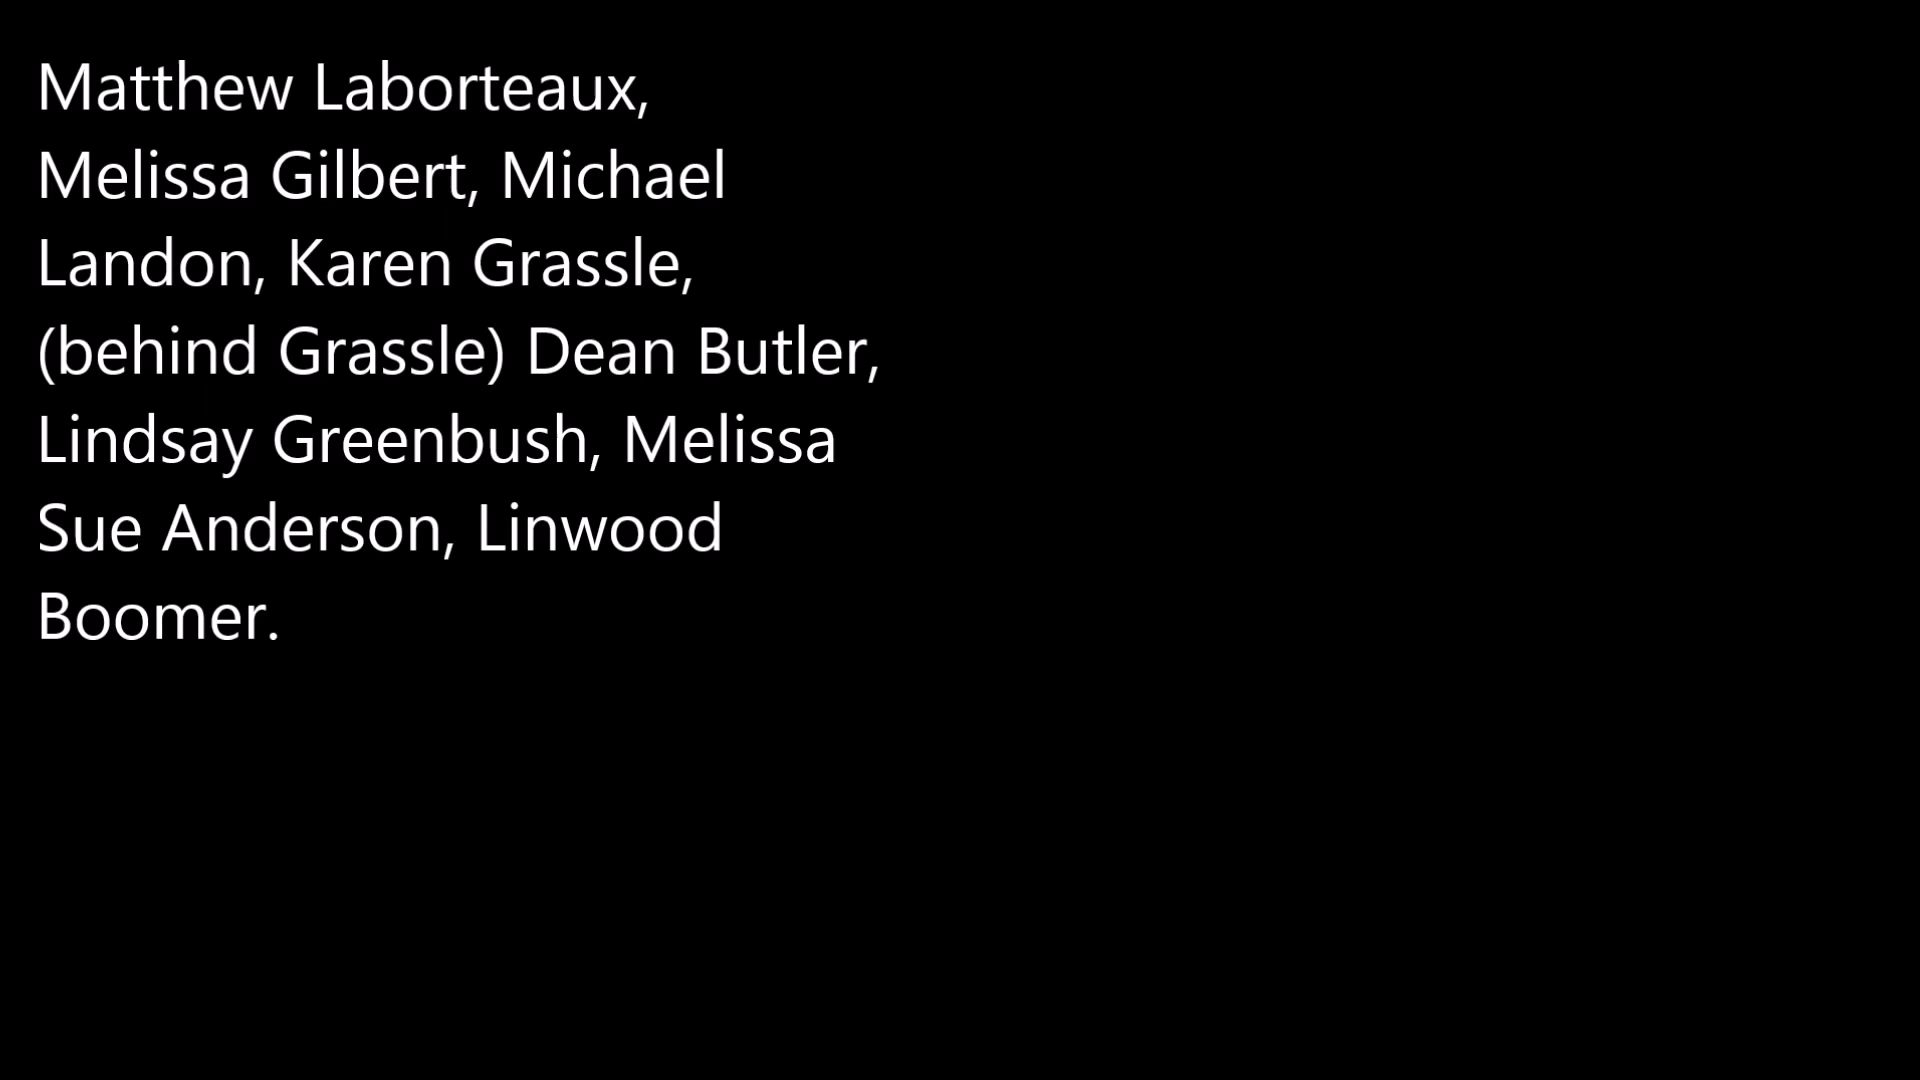 Matthew Laborteaux,
Melissa Gilbert, Michael
Landon, Karen Grassle,
(behind Grassle) Dean Butler,
Lindsay Greenbush, Melissa
Sue Anderson, Linwood
Boomer.